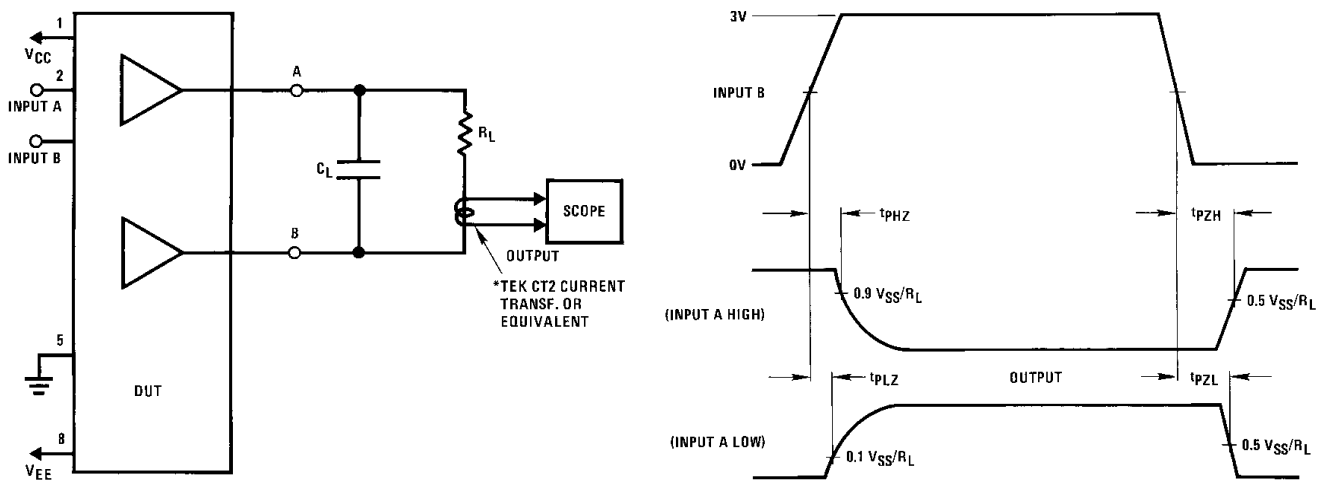 1
VCC
2
INPUT A
INPUT B
5
DUT
8
VEE
A
CL
RL
B
SCOPE
OUTPUT
*TEK CT2 CURRENT
TRANSF. OR
EQUIVALENT
3V
INPUT B
0V
tPHZ
tPZH
0.9 VSS/RL
0.5 VSS/RL
(INPUT A HIGH)
tPLZ
OUTPUT
tPZL
(INPUT A LOW)
0.1 VSS/RL
0.5 VSS/RL